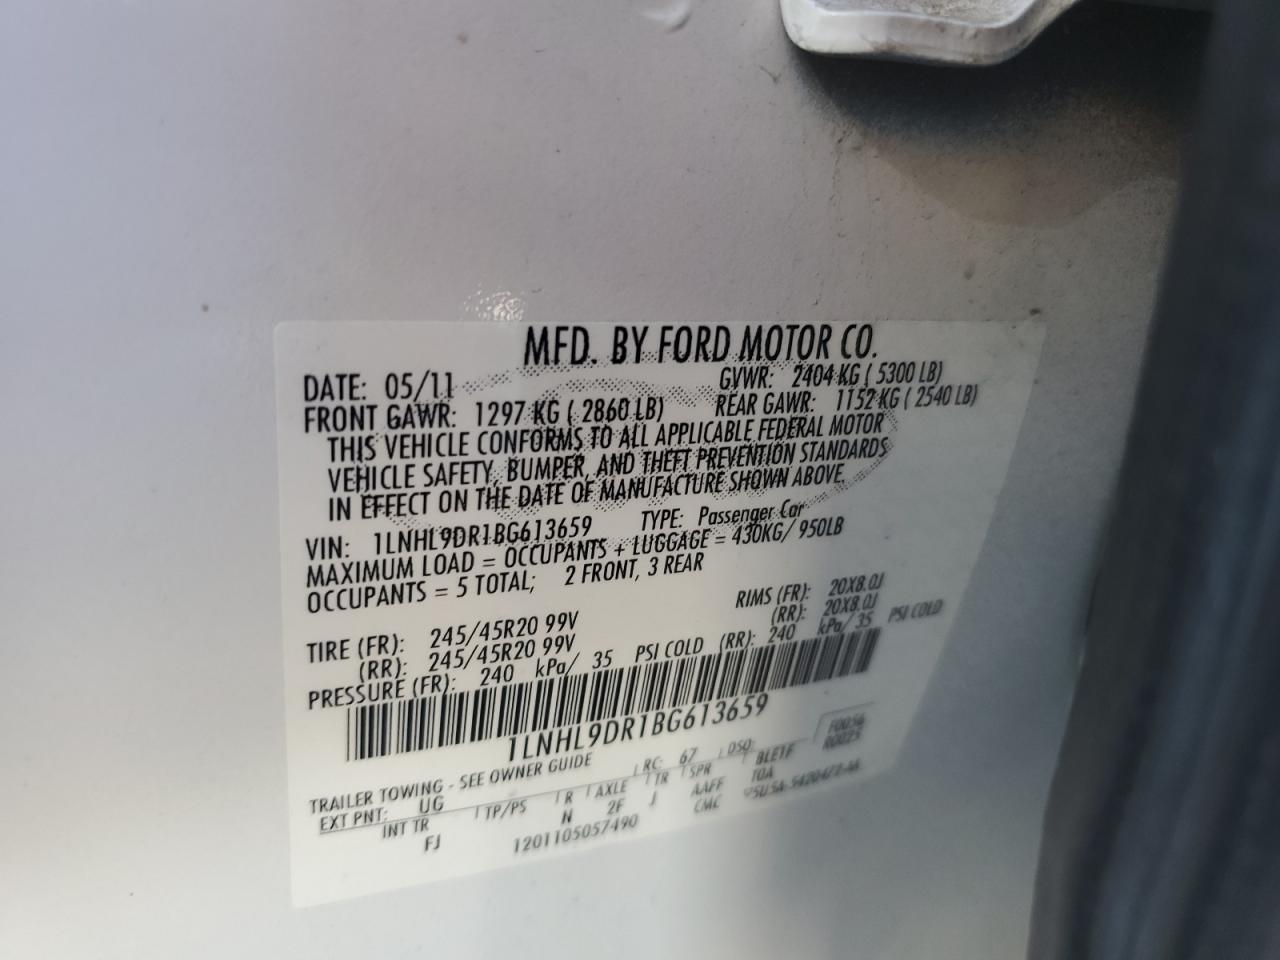 MFD. BY FORD MOTOR CO.
DATE: 05/11 GVWR: 2404 KG ( 5300 LB)
FRONT GAWR: 1297 KG ( 2860 LB) REAR GAWR: 1152 KG ( 2540 LB)
THIS VEHICLE CONFORMS TO ALL APPLICABLE FEDERAL MOTOR
VEHICLE SAFETY, BUMPER, AND THEFT PREVENTION STANDARDS
IN EFFECT ON THE DATE OF MANUFACTURE SHOWN ABOVE.
VIN: 1LNHL9DR1BG613659 TYPE: Passenger Car
MAXIMUM LOAD = OCCUPANTS + LUGGAGE = 430KG/ 950LB
OCCUPANTS = 5 TOTAL; 2 FRONT, 3 REAR
TIRE (FR): 245/45R20 99V RIMS (FR): 20X8.0J
(RR): 245/45R20 99V (RR): 20X8.0J
PRESSURE (FR): 240 kPa/ 35 PSI COLD (RR): 240 kPa/ 35 PSI COLD
1LNHL9DR1BG613659
F0056
R0025
TRAILER TOWING - SEE OWNER GUIDE
EXT PNT: UG RC: 67 DSO:
INT TR TP/PS R AXLE TR SPR BLETF
FJ N 2F J AAFF TOA
CMC
1201105057490